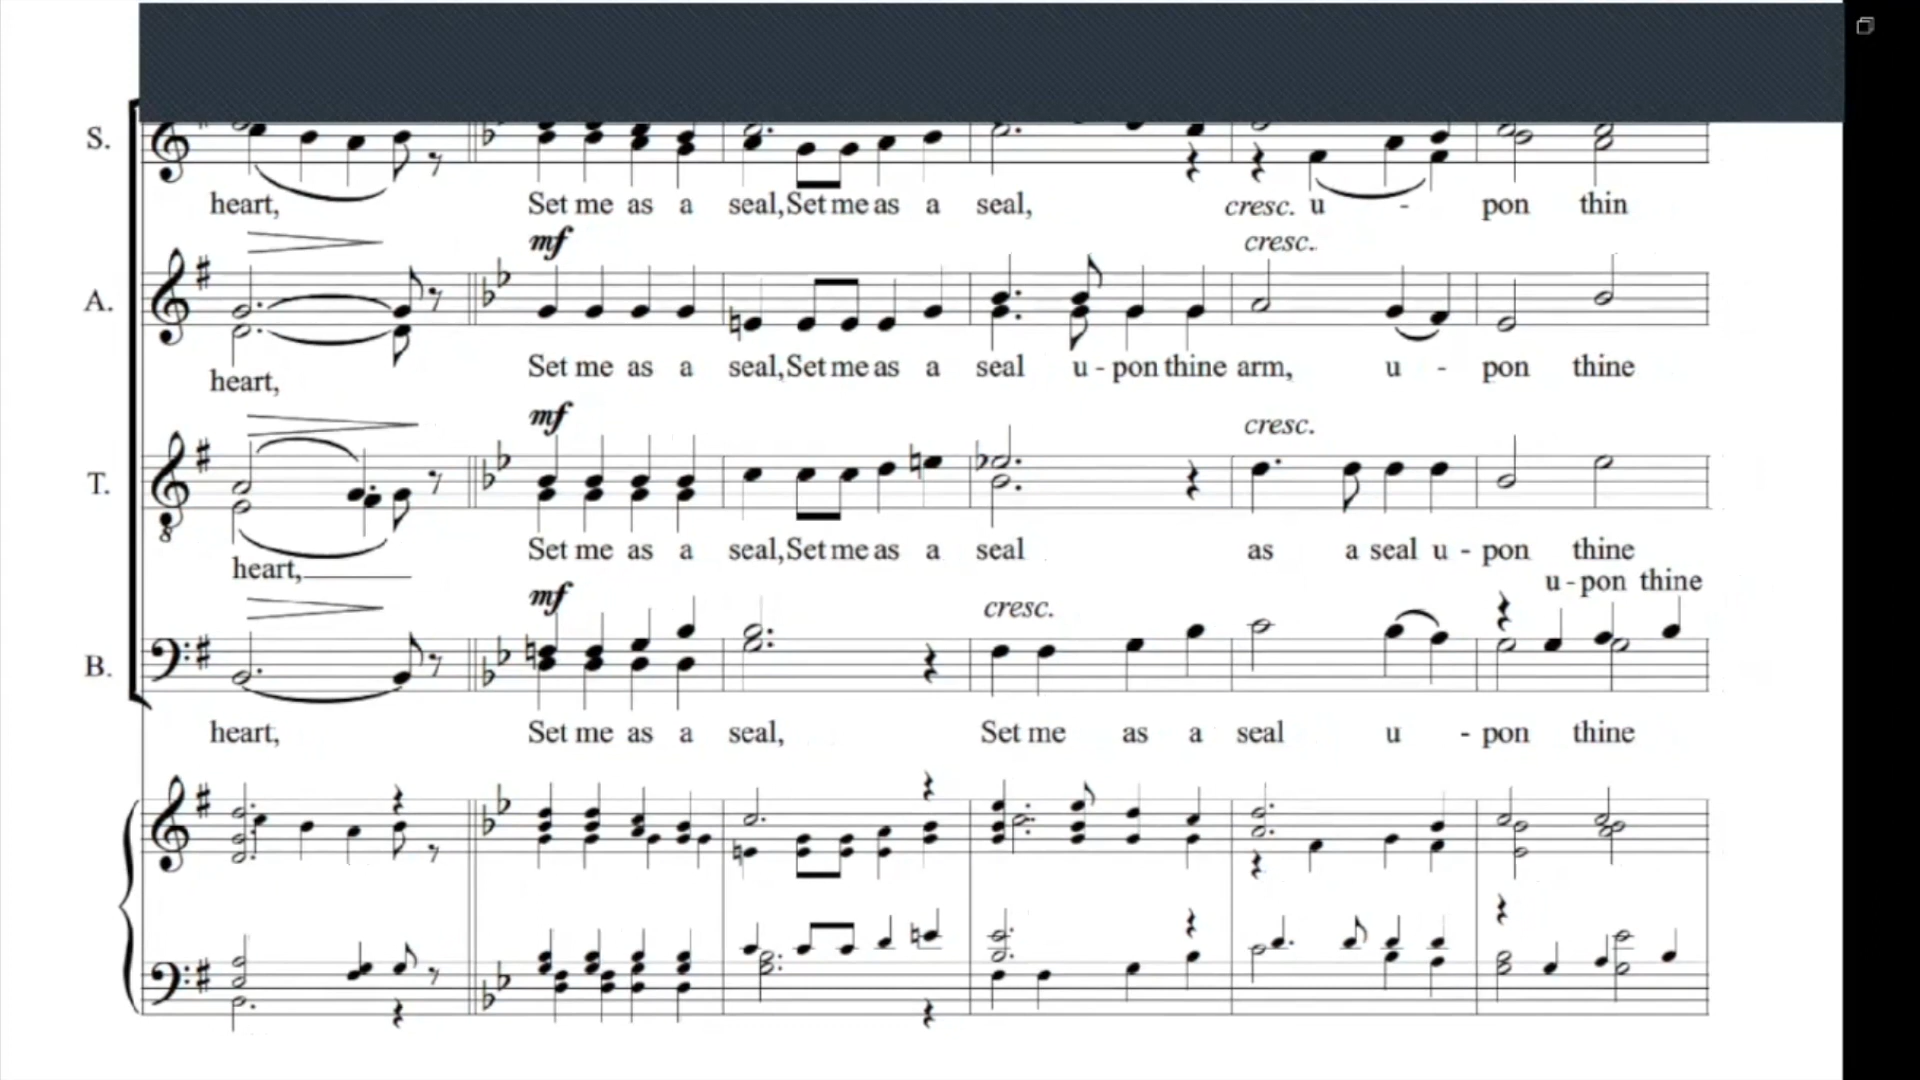 S.
heart, Set me as a seal, Set me as a seal, cresc. u - pon thin
mf cresc.
A.
heart, Set me as a seal, Set me as a seal u - pon thine arm, u - pon thine
mf cresc.
T.
8
heart, Set me as a seal, Set me as a seal as a seal u - pon thine
u - pon thine
mf cresc.
B.
heart, Set me as a seal, Set me as a seal u - pon thine